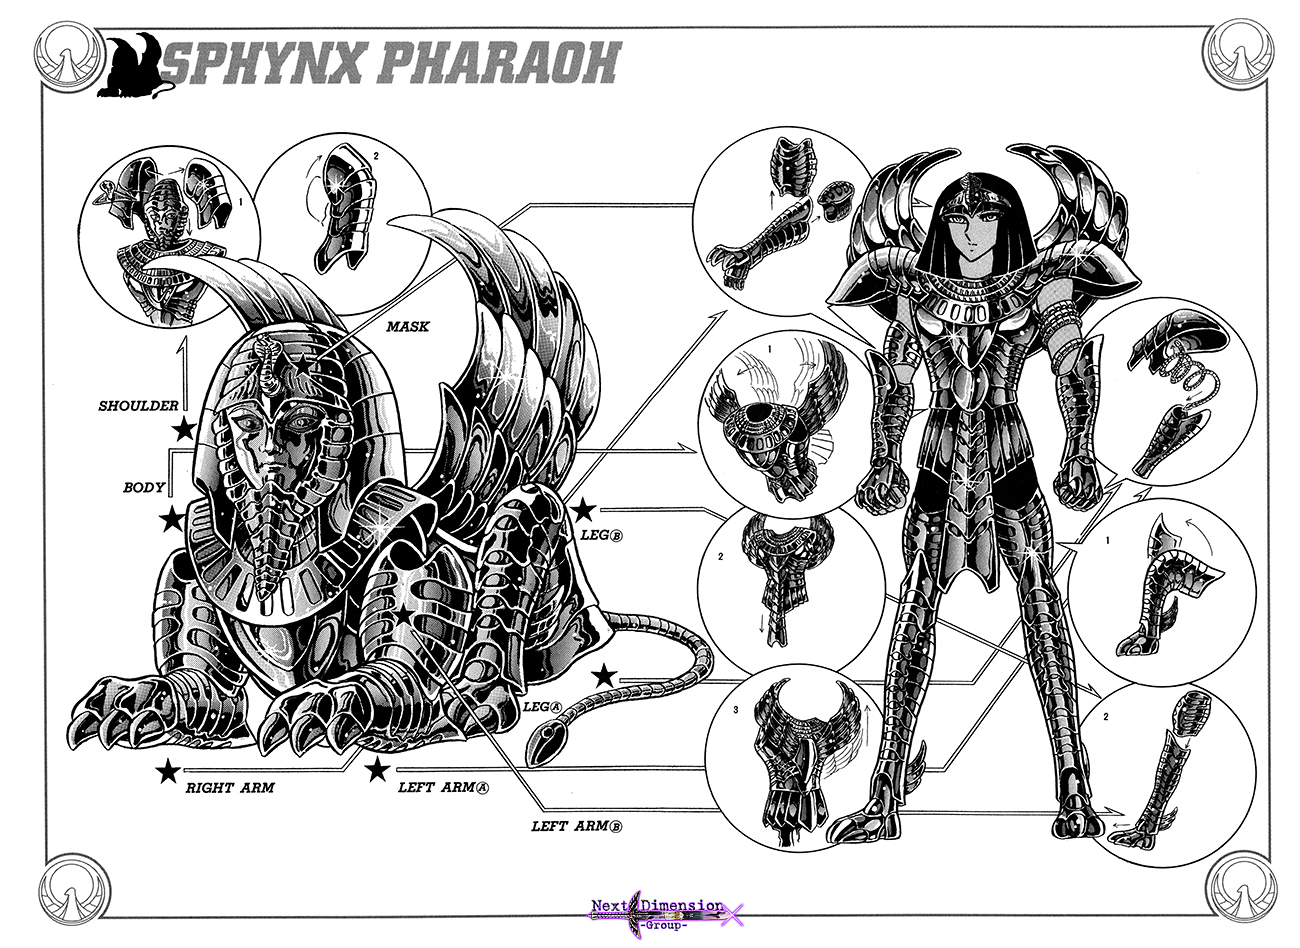 SPHYNX PHARAOH
1
2
MASK
SHOULDER
BODY
LEGⒷ
LEGⒶ
RIGHT ARM
LEFT ARMⒶ
LEFT ARMⒷ
1
2
3
1
2
Next Dimension
-Group-